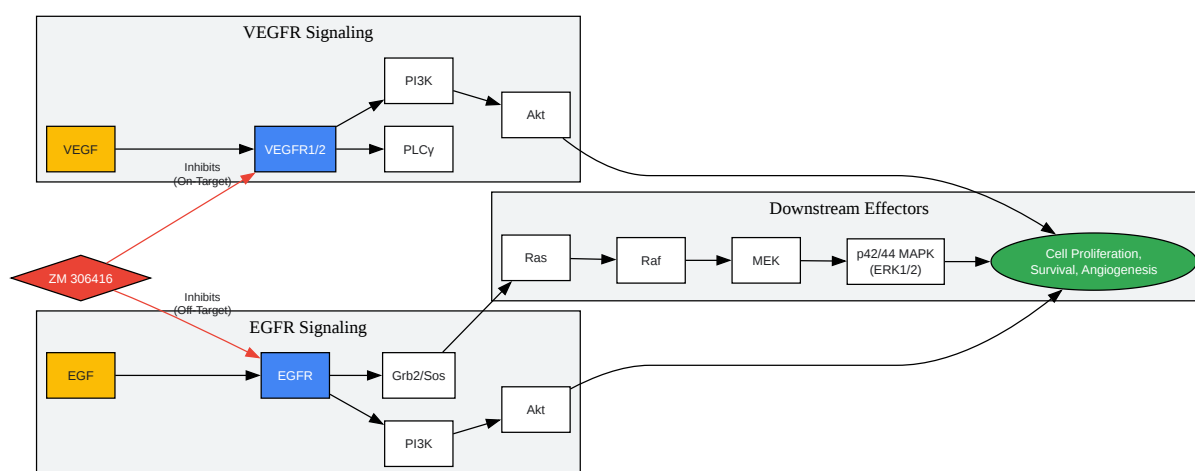 VEGFR Signaling
PI3K
Akt
VEGF
VEGFR1/2
PLCγ
Inhibits
(On-Target)
Downstream Effectors
Ras
Raf
MEK
p42/44 MAPK
(ERK1/2)
Cell Proliferation,
Survival, Angiogenesis
ZM 306416
Inhibits
(Off-Target)
EGFR Signaling
EGF
EGFR
Grb2/Sos
Akt
PI3K